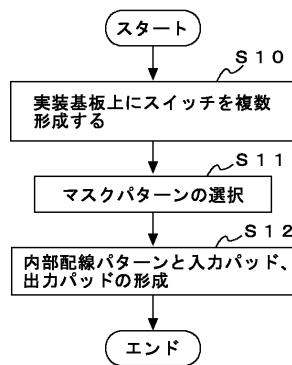 スタート
S10
実装基板上にスイッチを複数
形成する
S11
マスクパターンの選択
S12
内部配線パターンと入力パッド、
出力パッドの形成
エンド